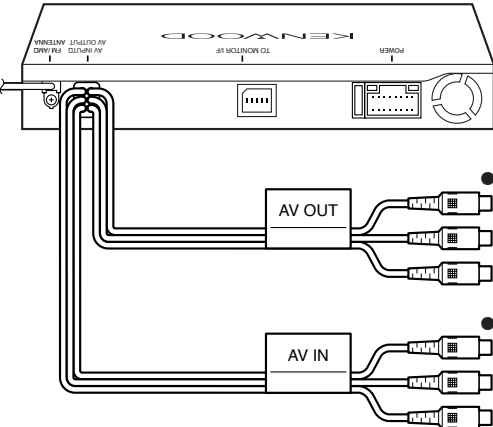 KENWOOD
AV OUTPUT
AV INPUT
FM/AM
ANTENNA
TO MONITOR I/F
POWER
AV OUT
AV IN